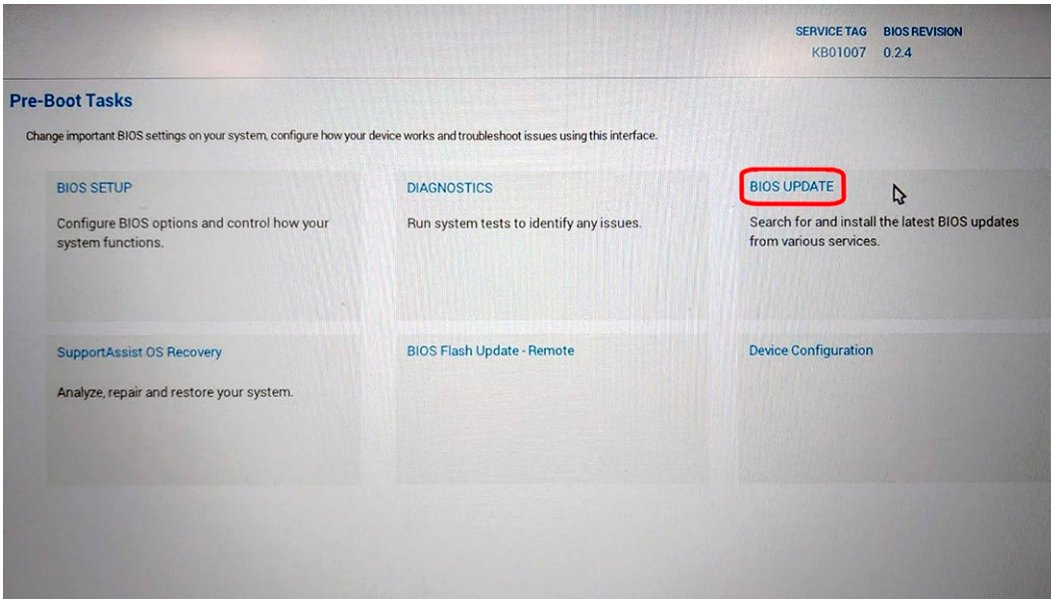 SERVICE TAG BIOS REVISION
KB01007 0.2.4
Pre-Boot Tasks
Change important BIOS settings on your system, configure how your device works and troubleshoot issues using this interface.
BIOS SETUP
Configure BIOS options and control how your
system functions.
DIAGNOSTICS
Run system tests to identify any issues.
BIOS UPDATE
Search for and install the latest BIOS updates
from various services.
SupportAssist OS Recovery
Analyze, repair and restore your system.
BIOS Flash Update - Remote
Device Configuration